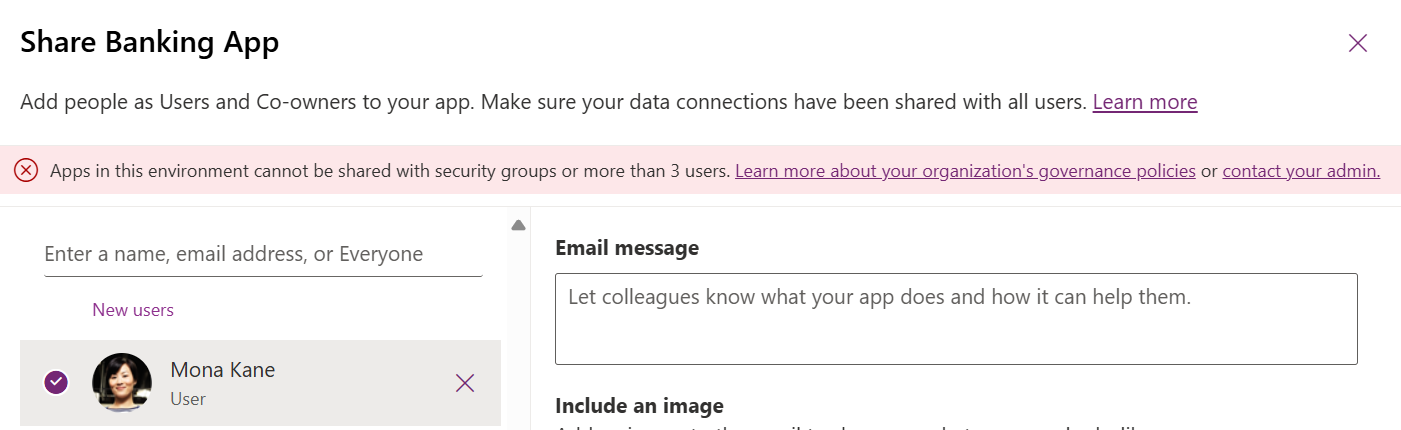 Share Banking App
Add people as Users and Co-owners to your app. Make sure your data connections have been shared with all users. Learn more
Apps in this environment cannot be shared with security groups or more than 3 users. Learn more about your organization's governance policies or contact your admin.
Enter a name, email address, or Everyone
New users
Mona Kane
User
Email message
Let colleagues know what your app does and how it can help them.
Include an image